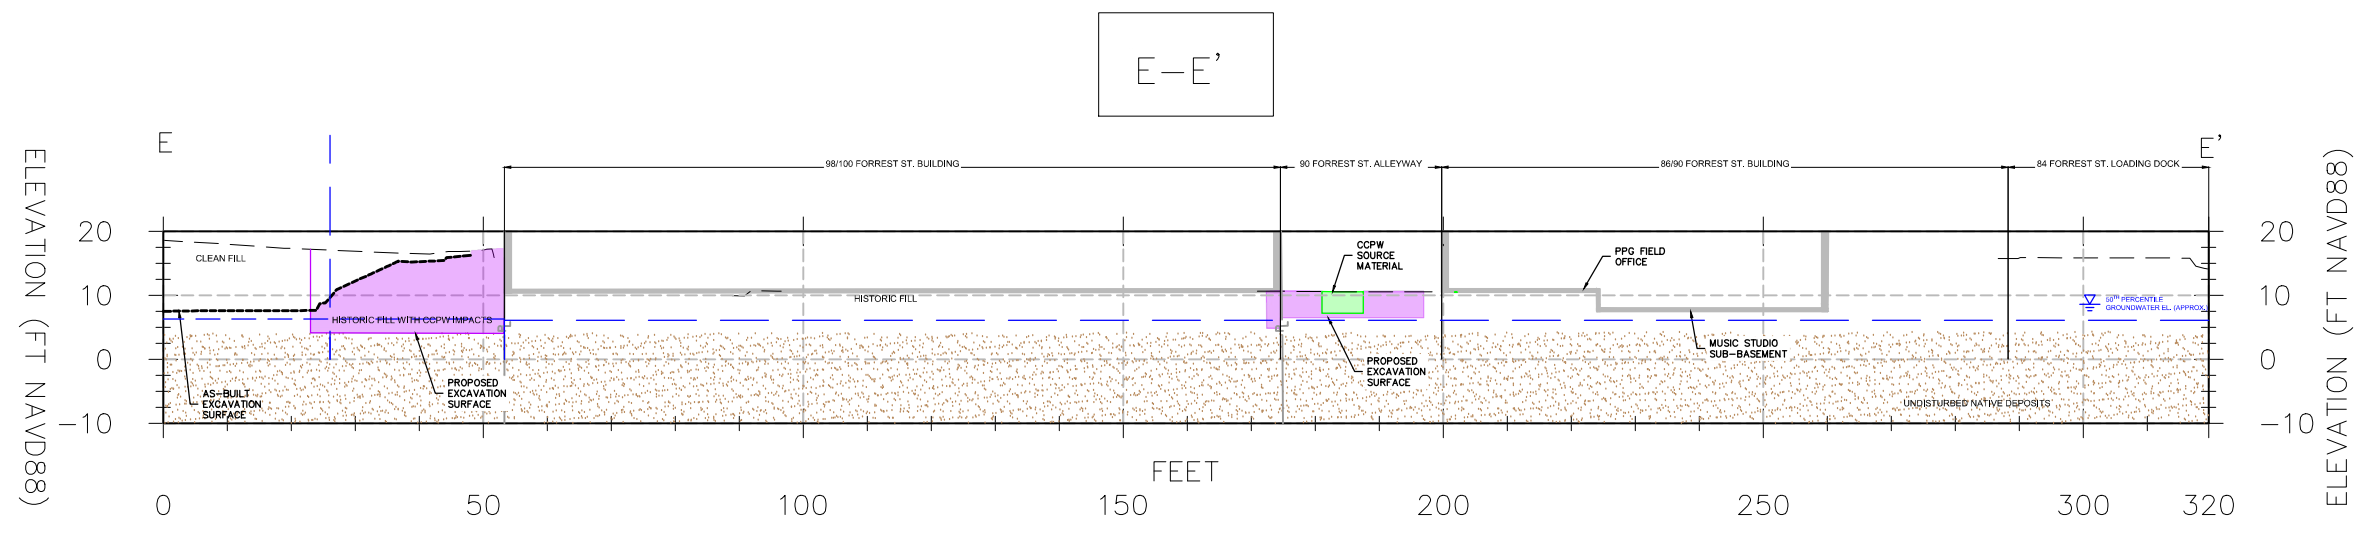 E–E'
E
E'
98/100 FORREST ST. BUILDING
90 FORREST ST. ALLEYWAY
86/90 FORREST ST. BUILDING
84 FORREST ST. LOADING DOCK
ELEVATION (FT NAVD88)
20
10
0
-10
CLEAN FILL
HISTORIC FILL WITH CCPW IMPACTS
AS-BUILT
EXCAVATION
SURFACE
PROPOSED
EXCAVATION
SURFACE
HISTORIC FILL
CCPW
SOURCE
MATERIAL
PROPOSED
EXCAVATION
SURFACE
PPG FIELD
OFFICE
MUSIC STUDIO
SUB-BASEMENT
50TH PERCENTILE
GROUNDWATER EL. (APPROX.)
UNDISTURBED NATIVE DEPOSITS
20
10
0
-10
ELEVATION (FT NAVD88)
FEET
0 50 100 150 200 250 300 320